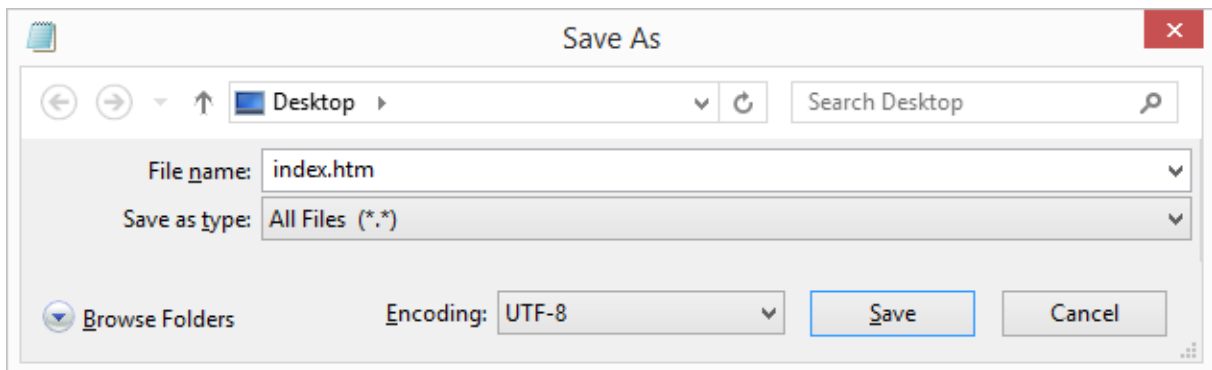 Save As
Desktop
Search Desktop
File name: index.htm
Save as type: All Files (*.*)
Browse Folders Encoding: UTF-8 Save Cancel